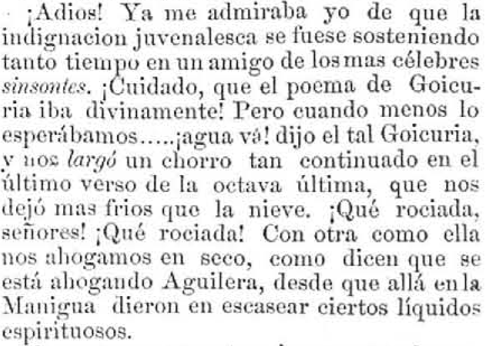 ¡Adios! Ya me admiraba yo de que la
indignacion juvenalesca se fuese sosteniendo
tanto tiempo en un amigo de los mas célebres
sinsontes. ¡Cuidado, que el poema de Goicu-
ria iba divinamente! Pero cuando menos lo
esperábamos.....¡agua vá! dijo el tal Goicuria,
y nos largó un chorro tan continuado en el
último verso de la octava última, que nos
dejó mas frios que la nieve. ¡Qué rociada,
señores! ¡Qué rociada! Con otra como ella
nos ahogamos en seco, como dicen que se
está ahogando Aguilera, desde que allá en la
Manigua dieron en escasear ciertos líquidos
espirituosos.